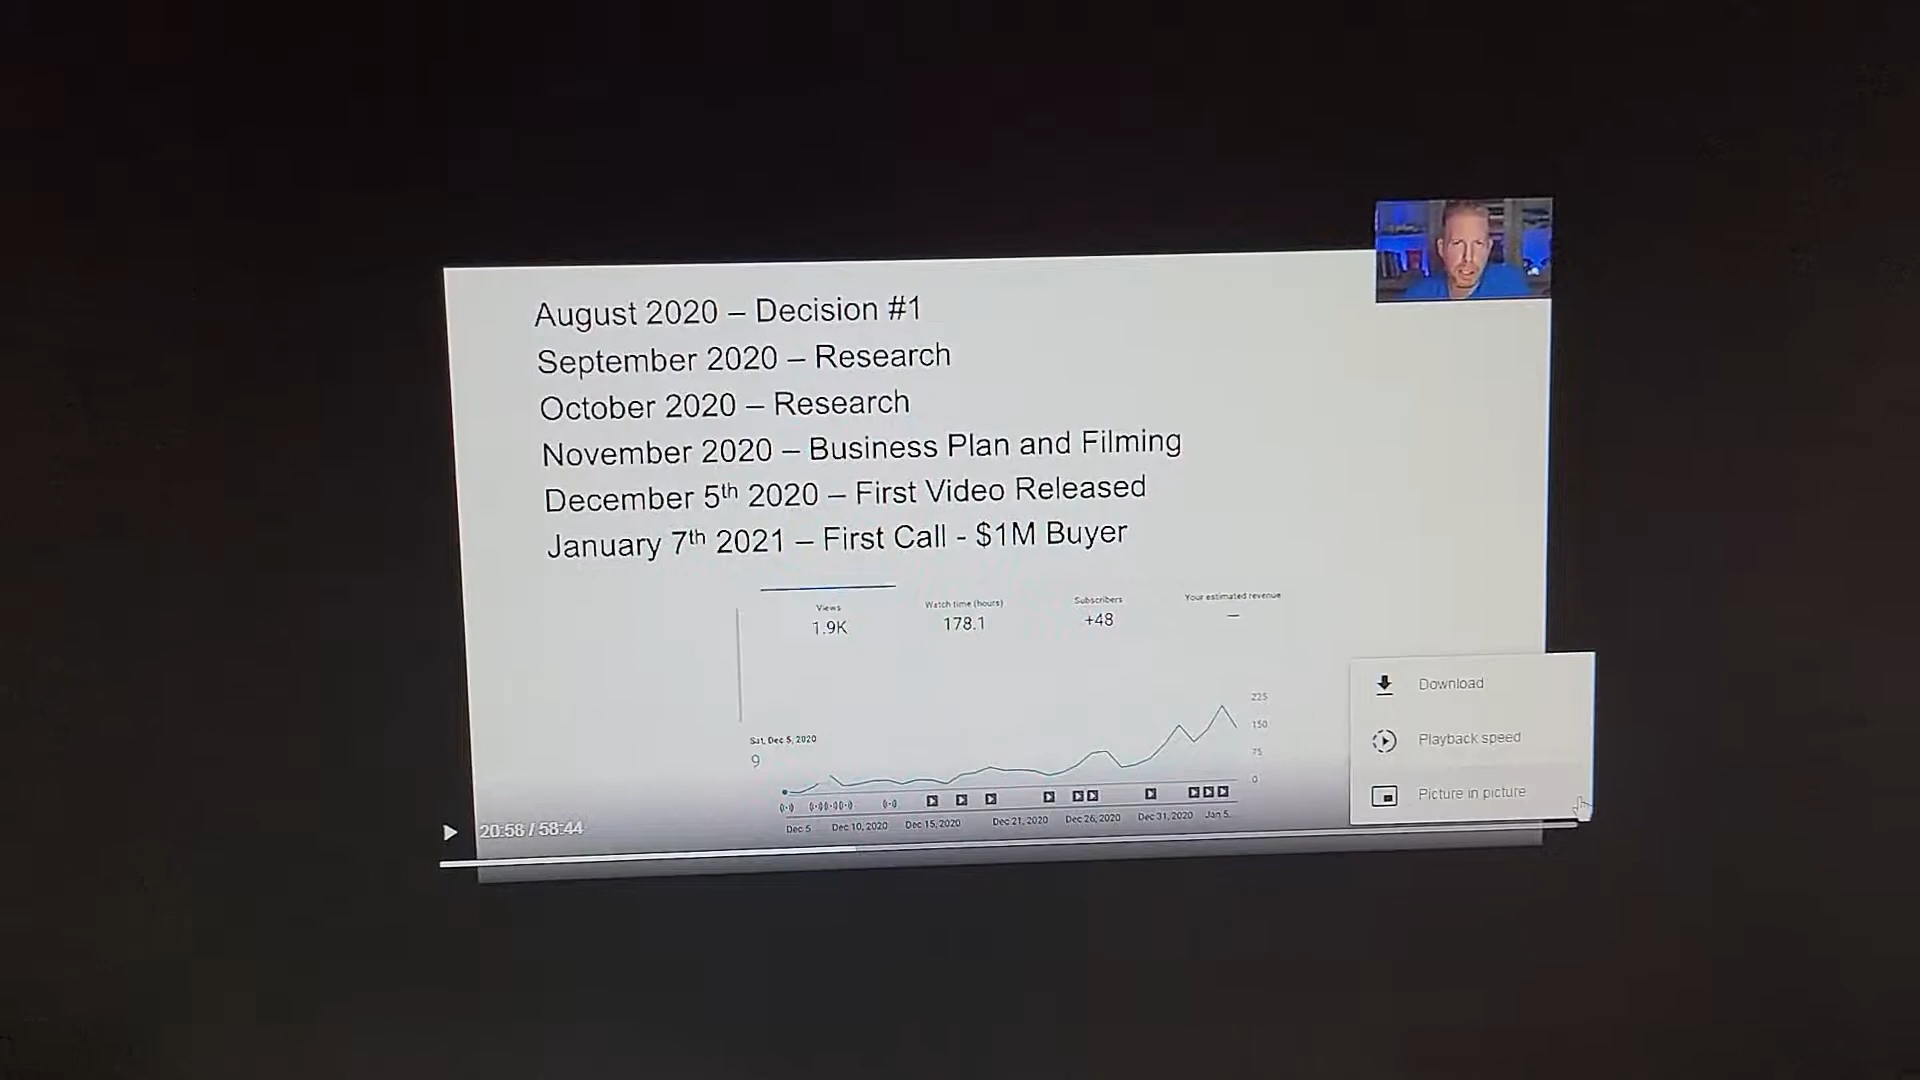 August 2020 – Decision #1
September 2020 – Research
October 2020 – Research
November 2020 – Business Plan and Filming
December 5th 2020 – First Video Released
January 7th 2021 – First Call - $1M Buyer
Views
1.9K
Watch time (hours)
178.1
Subscribers
+48
Your estimated revenue
—
Sat, Dec 5, 2020
9
225
150
75
0
Dec 5 Dec 10, 2020 Dec 15, 2020 Dec 21, 2020 Dec 26, 2020 Dec 31, 2020 Jan 5..
20:58 / 58:44
Download
Playback speed
Picture in picture